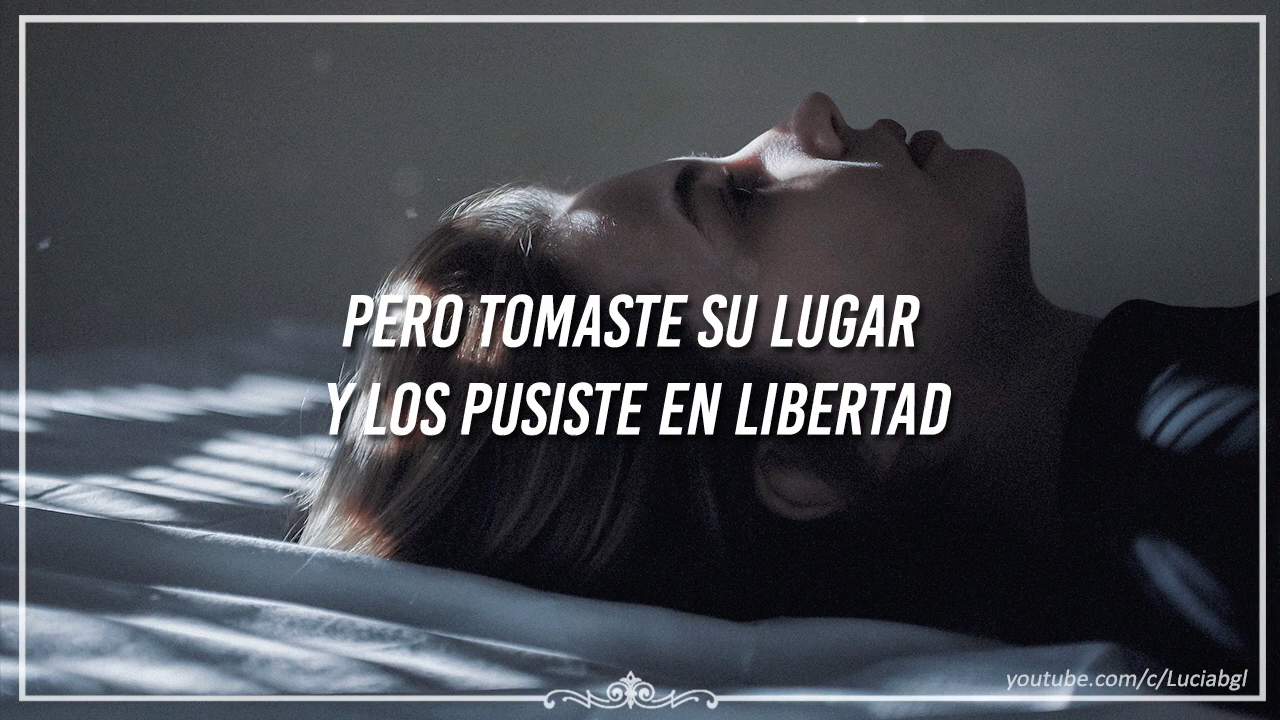 PERO TOMASTE SU LUGAR
Y LOS PUSISTE EN LIBERTAD
youtube.com/c/Luciabgl